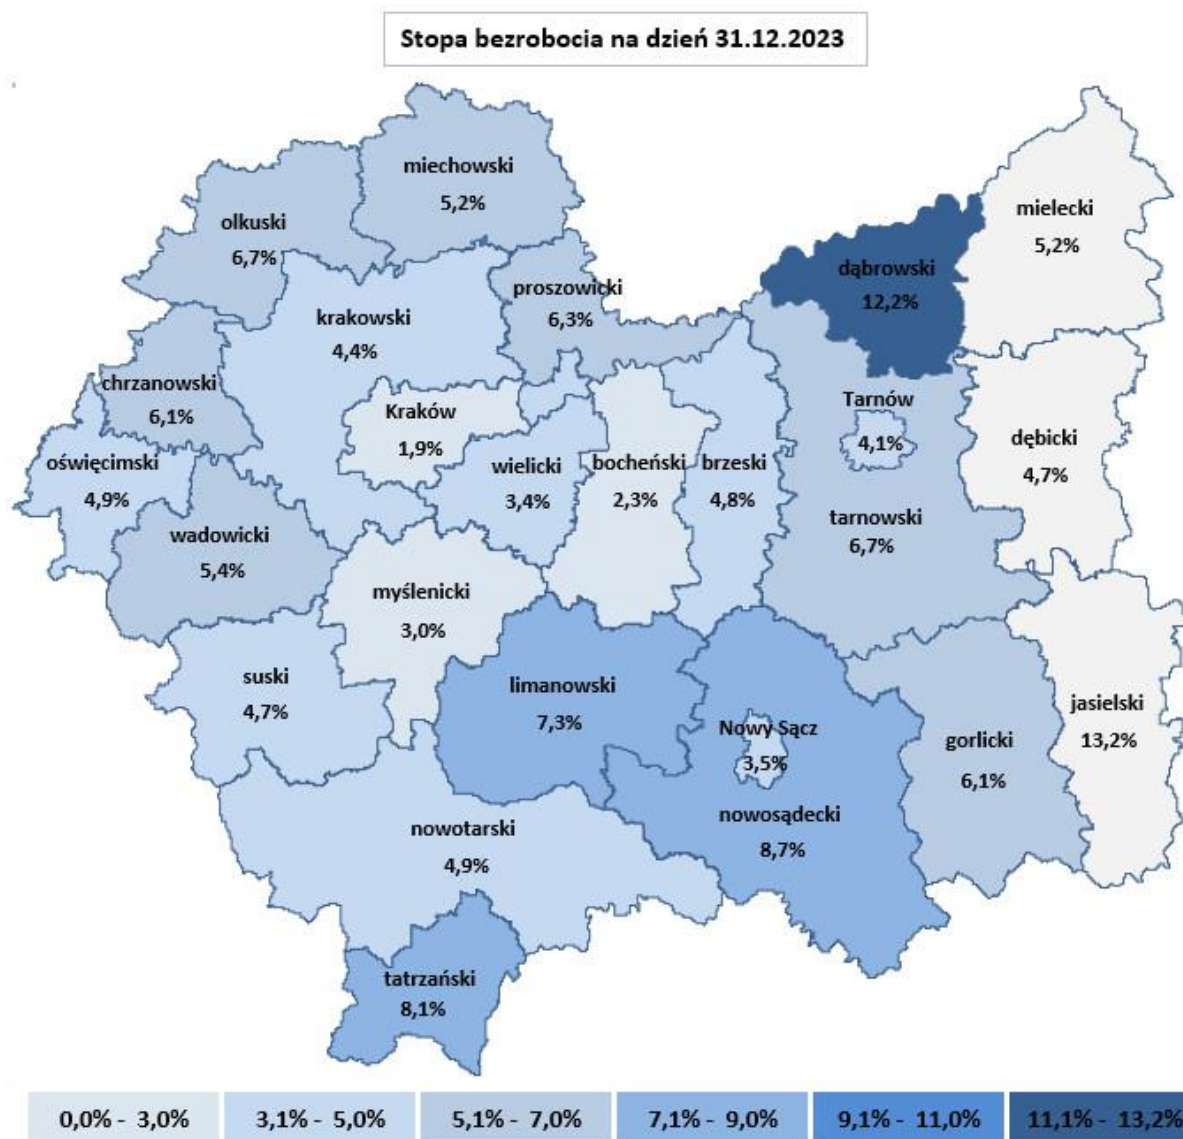 Stopa bezrobocia na dzień 31.12.2023
miechowski
5,2%
olkuski
6,7%
mielecki
5,2%
dąbrowski
12,2%
proszowicki
6,3%
krakowski
4,4%
chrzanowski
6,1%
Kraków
1,9%
Tarnów
4,1%
dębicki
4,7%
oświęcimski
4,9%
wielicki
3,4%
bocheński
2,3%
brzeski
4,8%
tarnowski
6,7%
wadowicki
5,4%
myślenicki
3,0%
suski
4,7%
limanowski
7,3%
Nowy Sącz
3,5%
gorlicki
6,1%
jasielski
13,2%
nowosądecki
8,7%
nowotarski
4,9%
tatrzański
8,1%
0,0% - 3,0%
3,1% - 5,0%
5,1% - 7,0%
7,1% - 9,0%
9,1% - 11,0%
11,1% - 13,2%